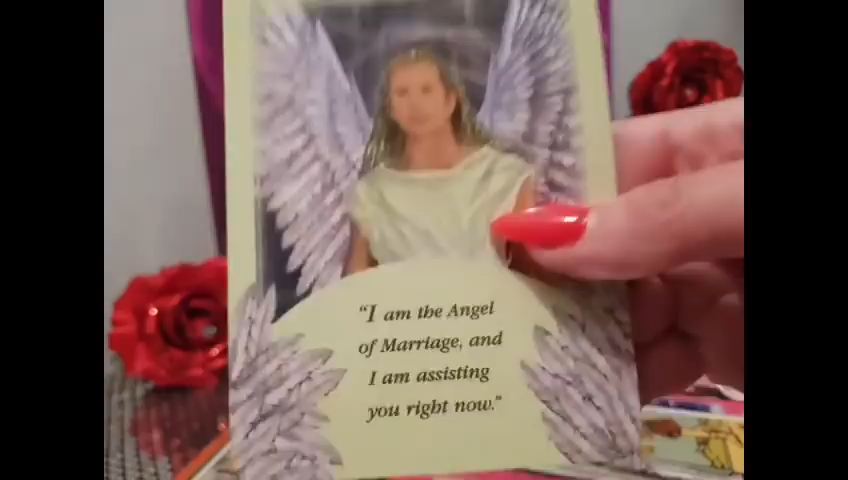 "I am the Angel
of Marriage, and
I am assisting
you right now."